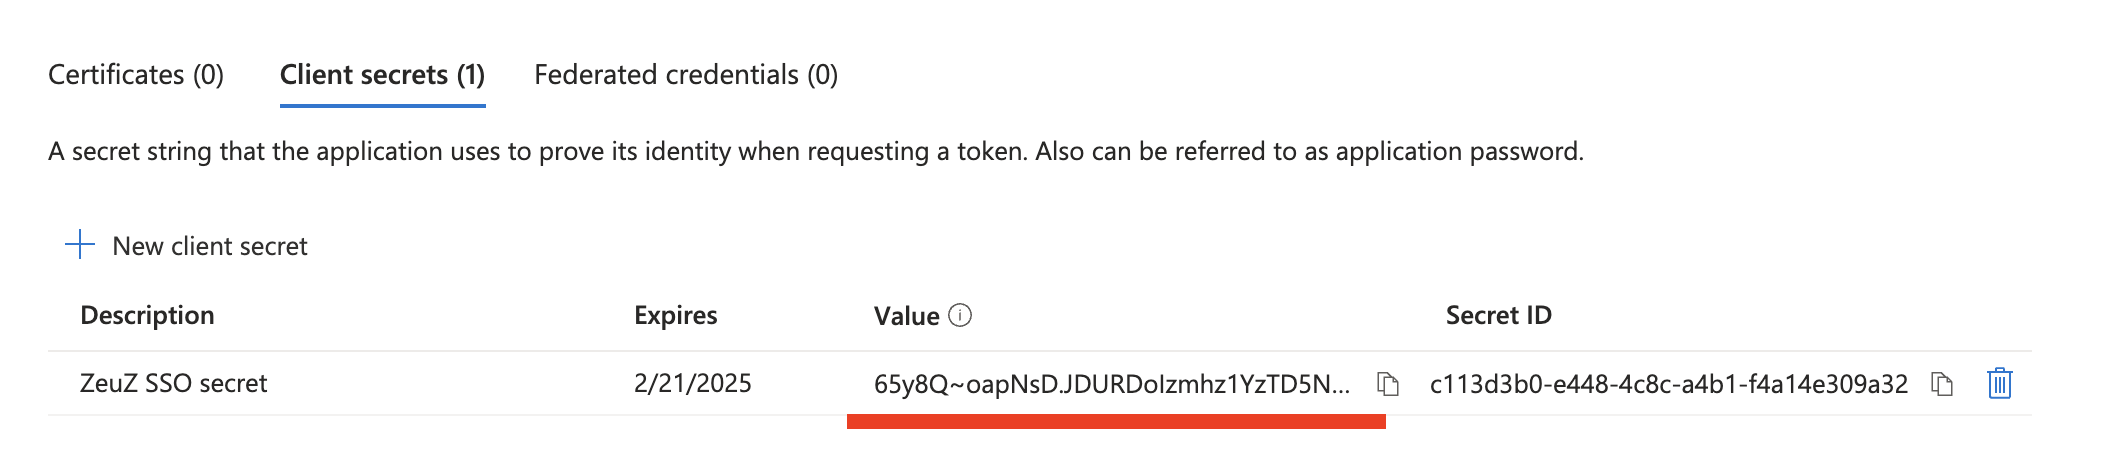 Certificates (0) Client secrets (1) Federated credentials (0)
A secret string that the application uses to prove its identity when requesting a token. Also can be referred to as application password.
New client secret
Description Expires Value Secret ID
ZeuZ SSO secret 2/21/2025 65y8Q~oapNsD.JDURDoIzmhz1YzTD5N... c113d3b0-e448-4c8c-a4b1-f4a14e309a32